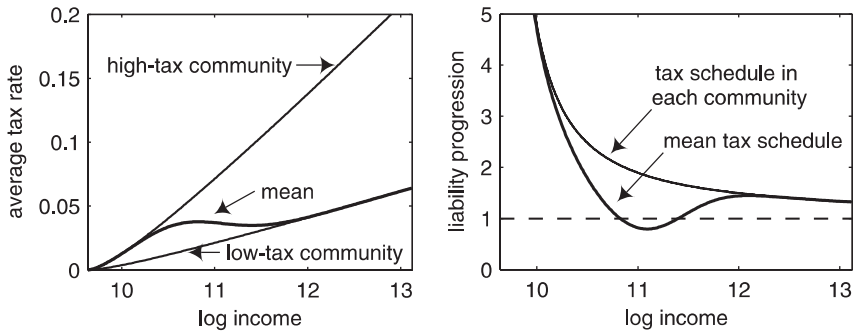 average tax rate
0.2
0.15
0.1
0.05
0
high-tax community
mean
low-tax community
10
11
12
13
log income
liability progression
5
4
3
2
1
0
tax schedule in
each community
mean tax schedule
10
11
12
13
log income